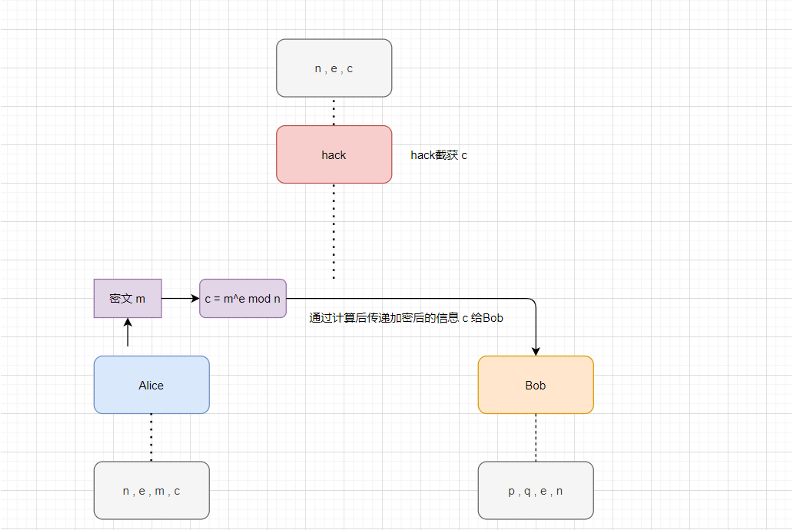 n , e , c
hack
hack截获 c
密文 m
c = m^e mod n
通过计算后传递加密后的信息 c 给Bob
Alice
Bob
n , e , m , c
p , q , e , n